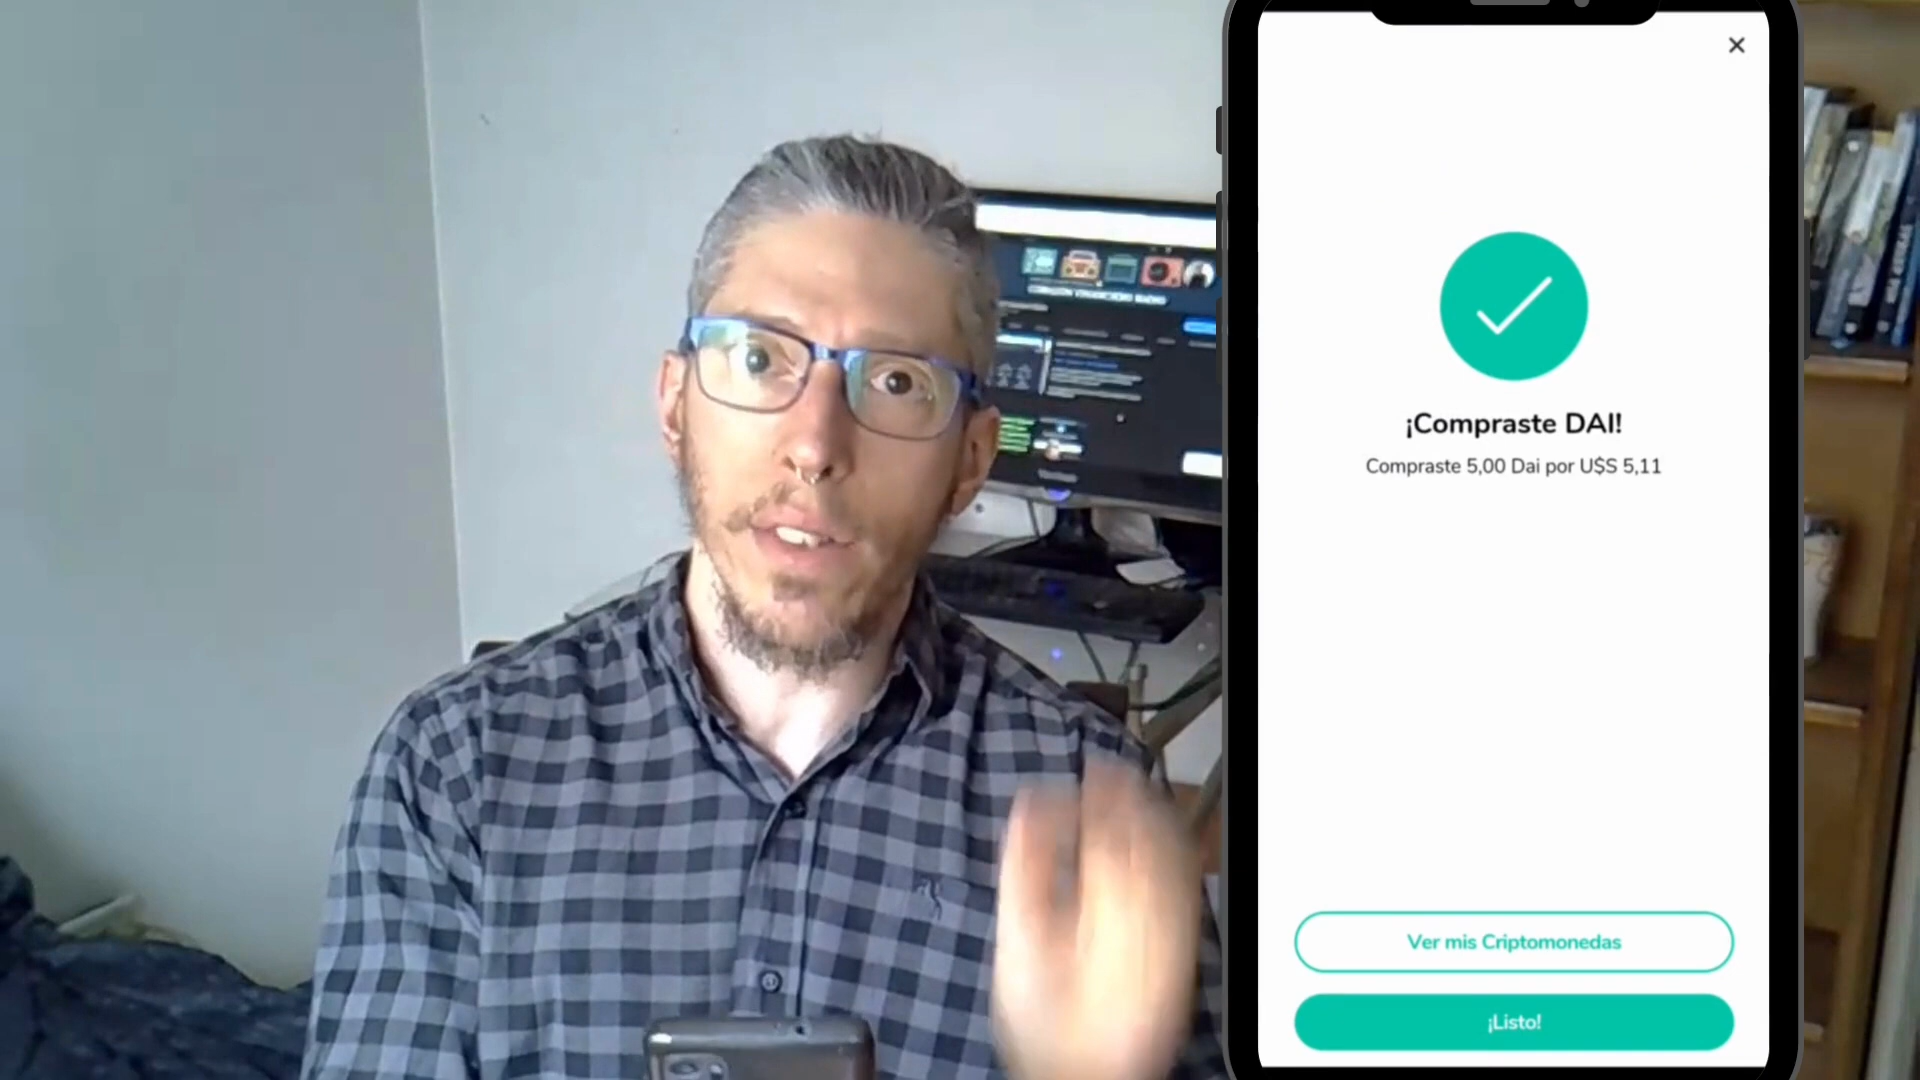 ¡Compraste DAI!
Compraste 5,00 Dai por U$S 5,11
Ver mis Criptomonedas
¡Listo!